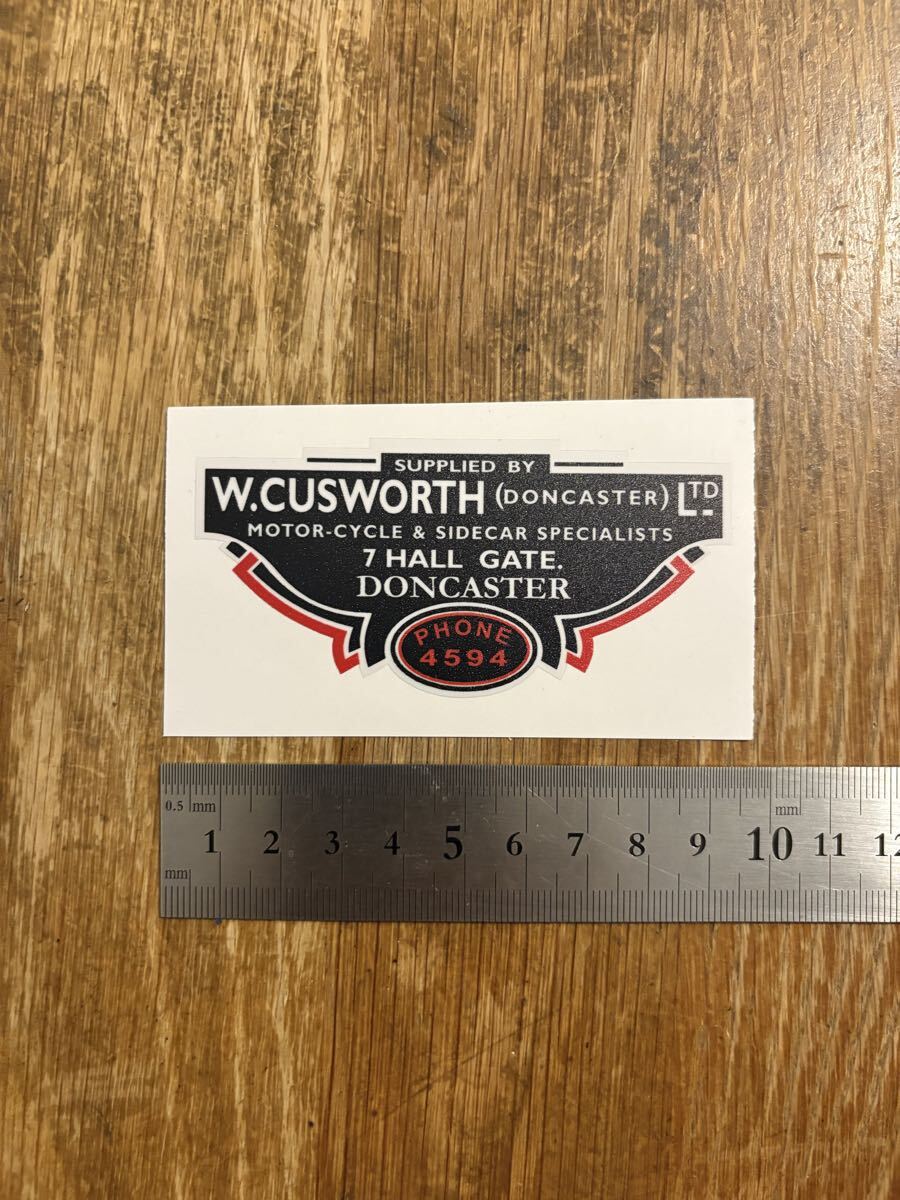 SUPPLIED BY
W.CUSWORTH (DONCASTER) LTD
MOTOR-CYCLE & SIDECAR SPECIALISTS
7 HALL GATE.
DONCASTER
PHONE
4594
0.5 mm mm
1 2 3 4 5 6 7 8 9 10 11 12
mm